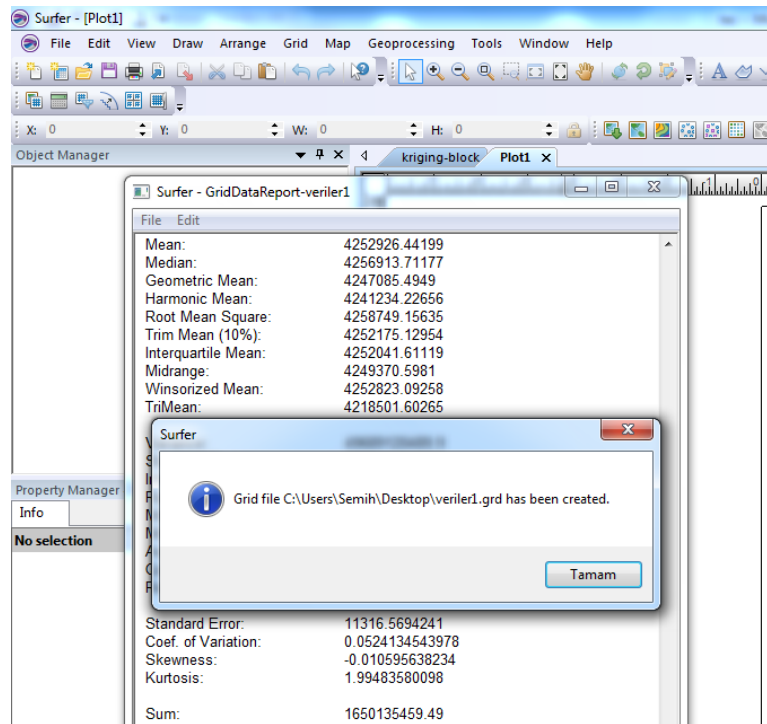 Surfer - [Plot1]
File Edit View Draw Arrange Grid Map Geoprocessing Tools Window Help
X: 0 Y: 0 W: 0 H: 0
Object Manager
kriging-block Plot1
Surfer - GridDataReport-veriler1
File Edit
Mean: 4252926.44199
Median: 4256913.71177
Geometric Mean: 4247085.4949
Harmonic Mean: 4241234.22656
Root Mean Square: 4258749.15635
Trim Mean (10%): 4252175.12954
Interquartile Mean: 4252041.61119
Midrange: 4249370.5981
Winsorized Mean: 4252823.09258
TriMean: 4218501.60265
Surfer
Grid file C:\Users\Semih\Desktop\veriler1.grd has been created.
Tamam
Property Manager
Info
No selection
Standard Error: 11316.5694241
Coef. of Variation: 0.0524134543978
Skewness: -0.010595638234
Kurtosis: 1.99483580098
Sum: 1650135459.49